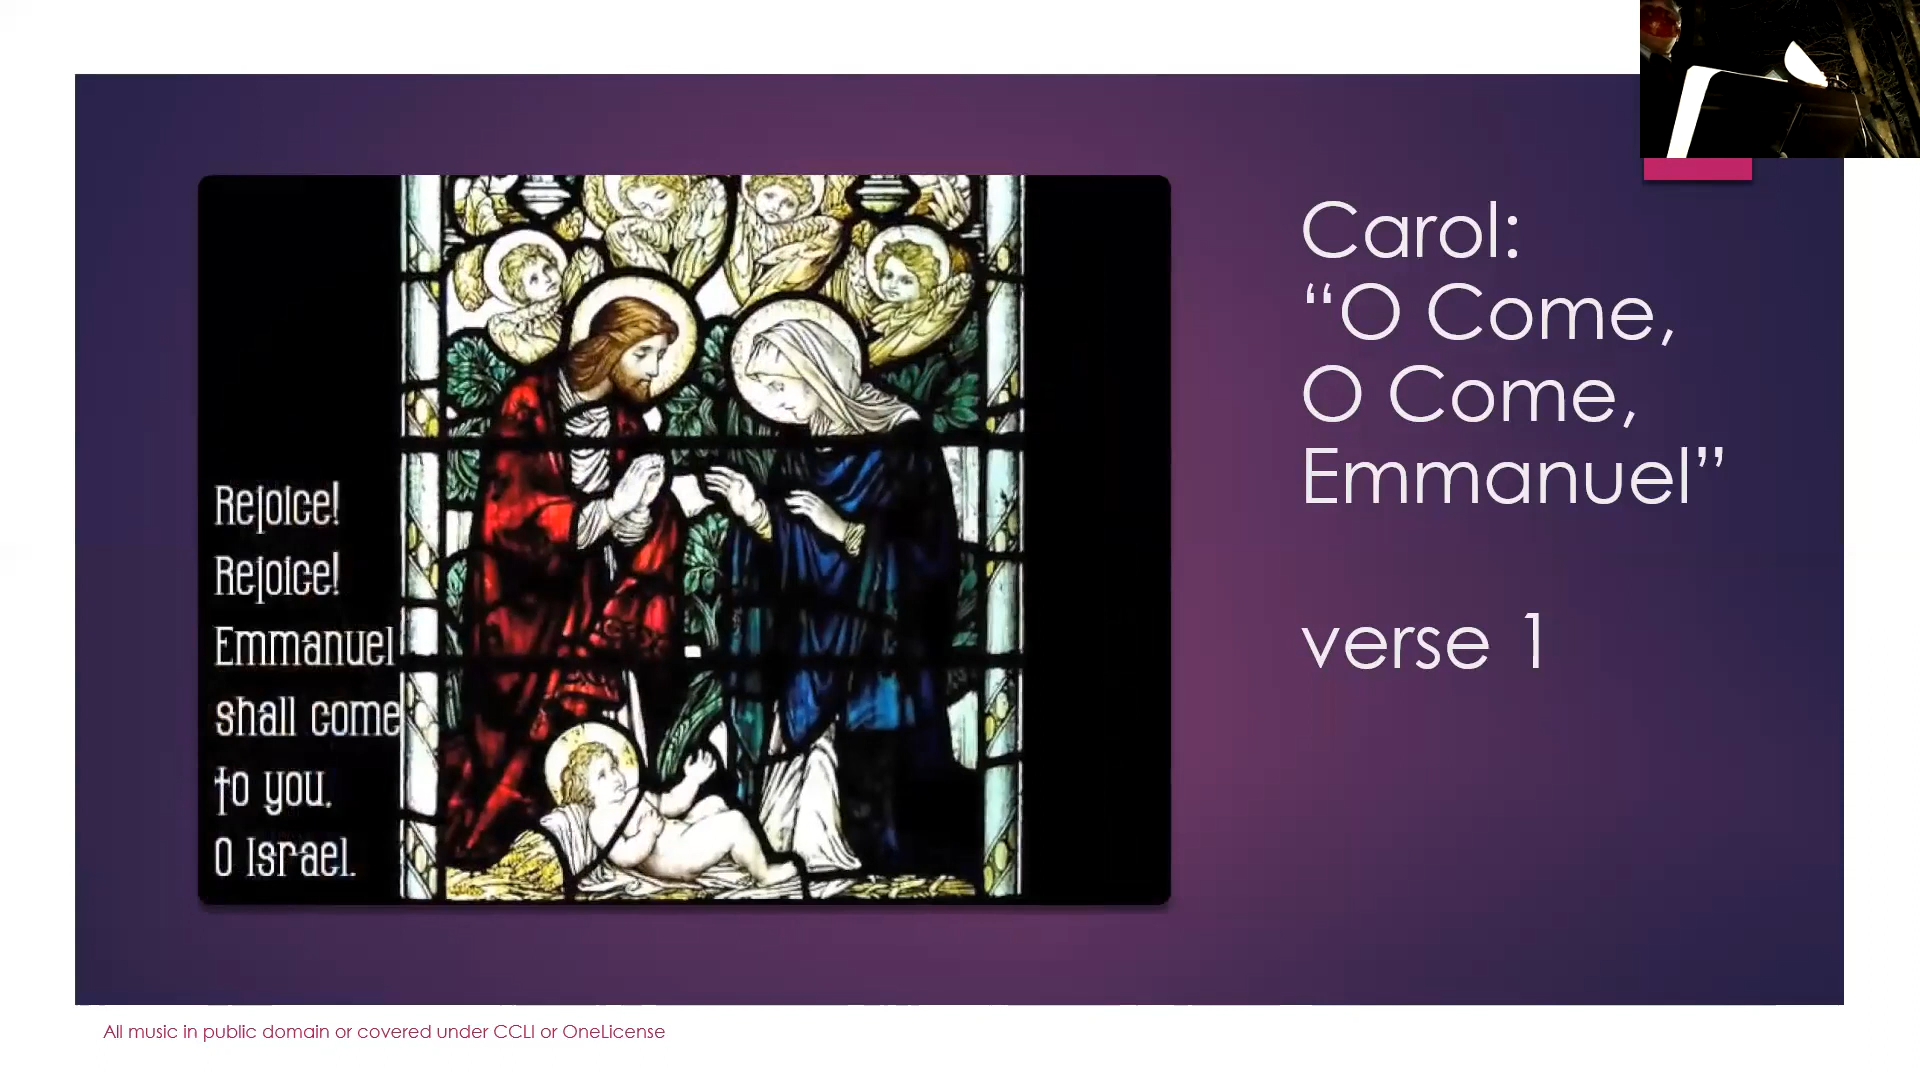 Rejoice!
Rejoice!
Emmanuel
shall come
to you.
O Israel.
Carol:
“O Come,
O Come,
Emmanuel”
verse 1
All music in public domain or covered under CCLI or OneLicense